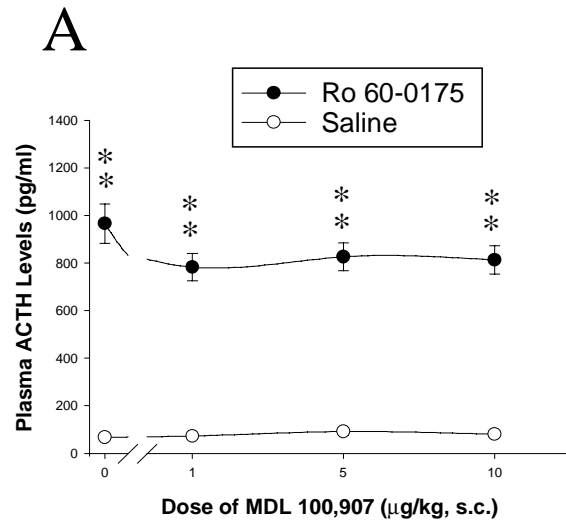 A
Ro 60-0175
Saline
Plasma ACTH Levels (pg/ml)
1400
1200
1000
800
600
400
200
0
* *
* *
* *
* *
0 1 5 10
Dose of MDL 100,907 (μg/kg, s.c.)